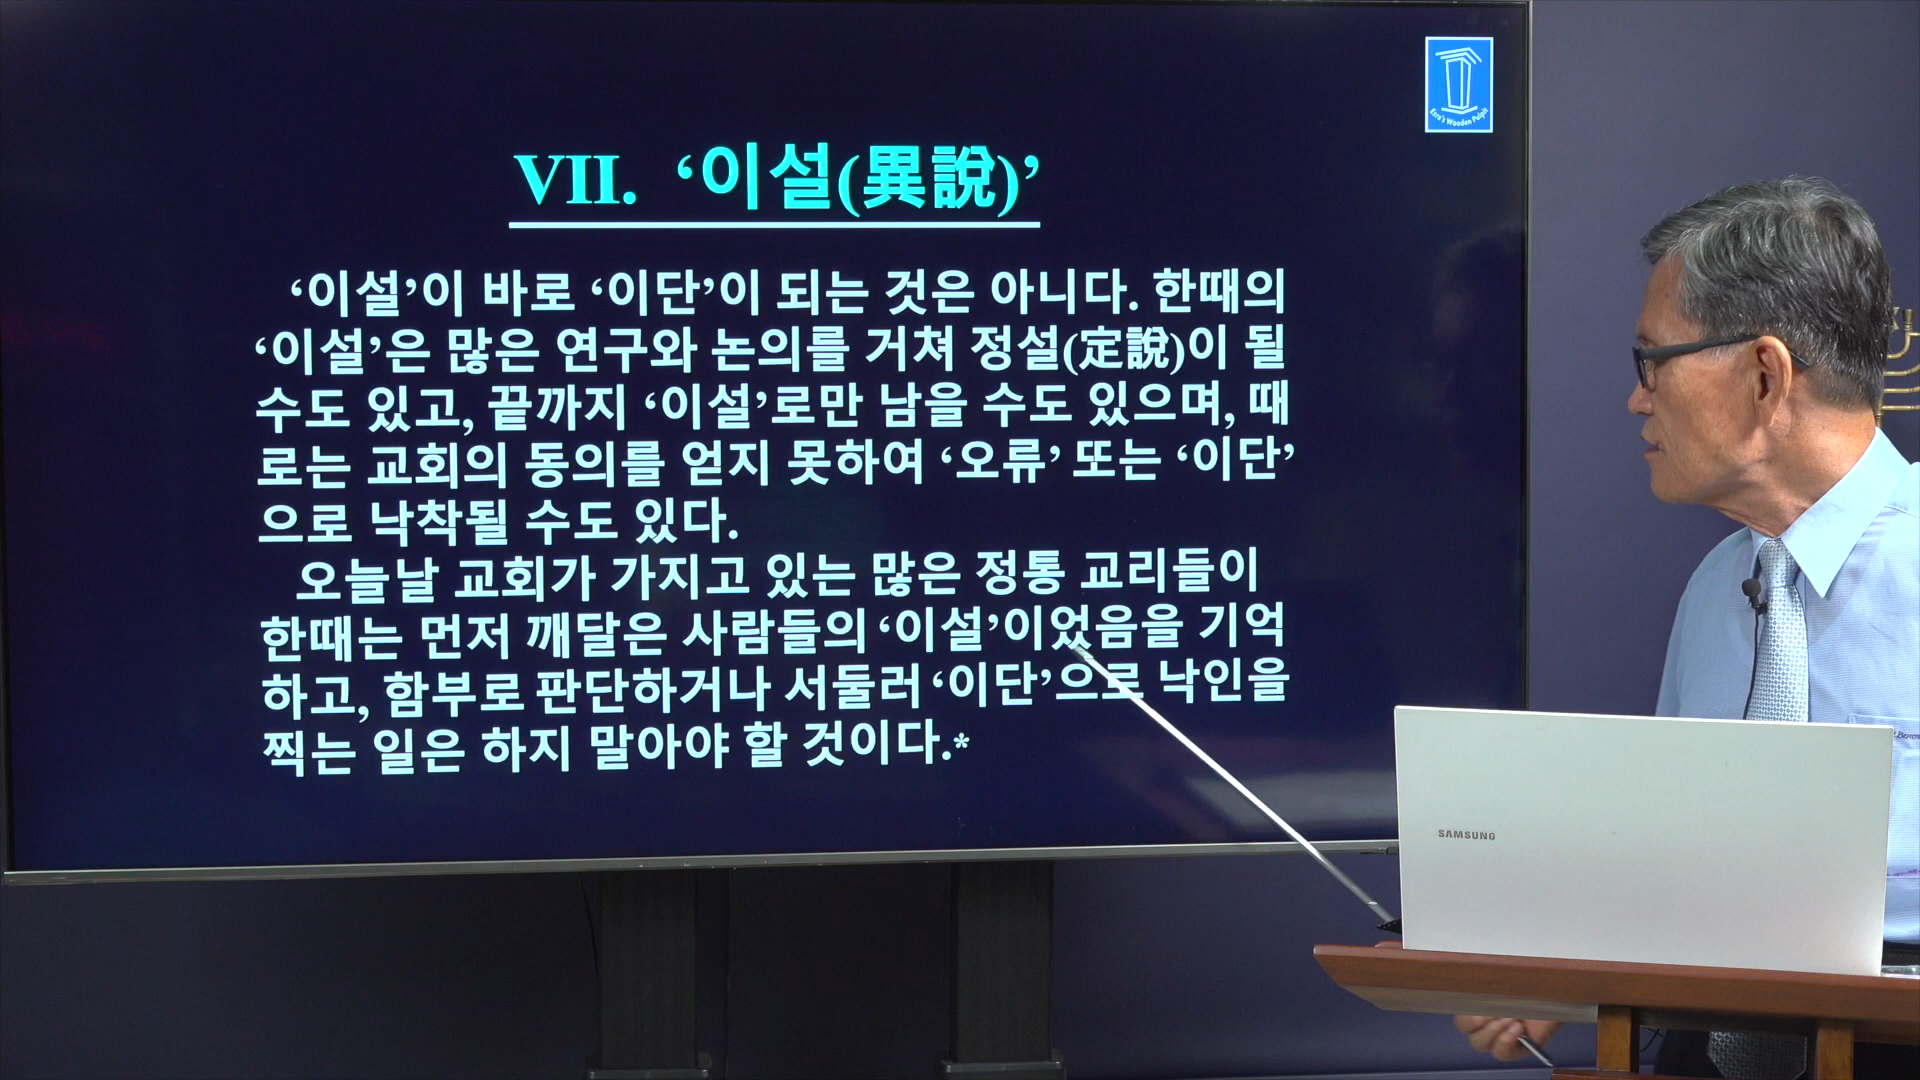 Ezra's Wooden Pulpit
VII. ‘이설(異說)’
‘이설’이 바로 ‘이단’이 되는 것은 아니다. 한때의
‘이설’은 많은 연구와 논의를 거쳐 정설(定說)이 될
수도 있고, 끝까지 ‘이설’로만 남을 수도 있으며, 때
로는 교회의 동의를 얻지 못하여 ‘오류’ 또는 ‘이단’
으로 낙착될 수도 있다.
오늘날 교회가 가지고 있는 많은 정통 교리들이
한때는 먼저 깨달은 사람들의 ‘이설’이었음을 기억
하고, 함부로 판단하거나 서둘러 ‘이단’으로 낙인을
찍는 일은 하지 말아야 할 것이다.*
SAMSUNG